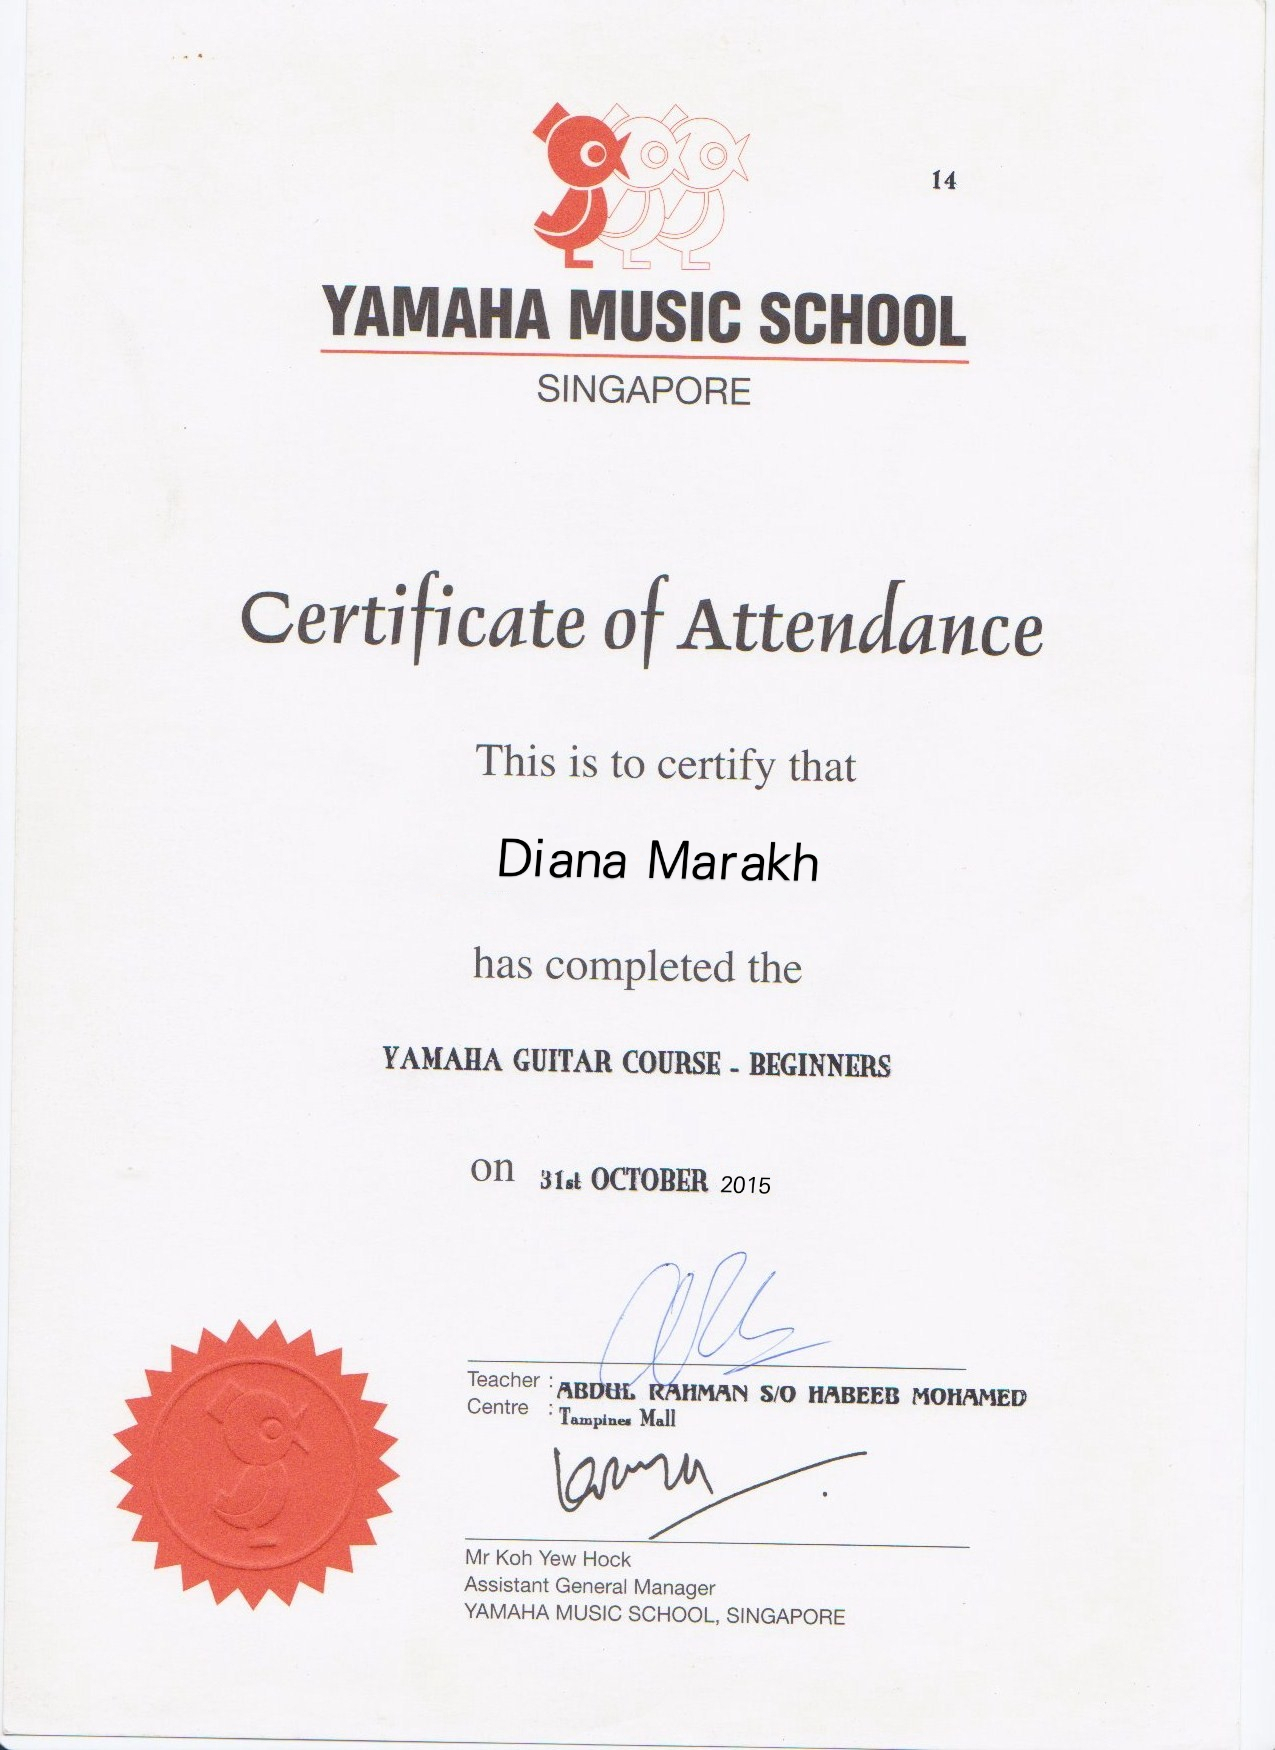 14
YAMAHA MUSIC SCHOOL
SINGAPORE
Certificate of Attendance
This is to certify that
Diana Marakh
has completed the
YAMAHA GUITAR COURSE - BEGINNERS
on 31st OCTOBER 2015
Teacher : ABDUL RAHMAN S/O HABEEB MOHAMED
Centre : Tampines Mall
Mr Koh Yew Hock
Assistant General Manager
YAMAHA MUSIC SCHOOL, SINGAPORE